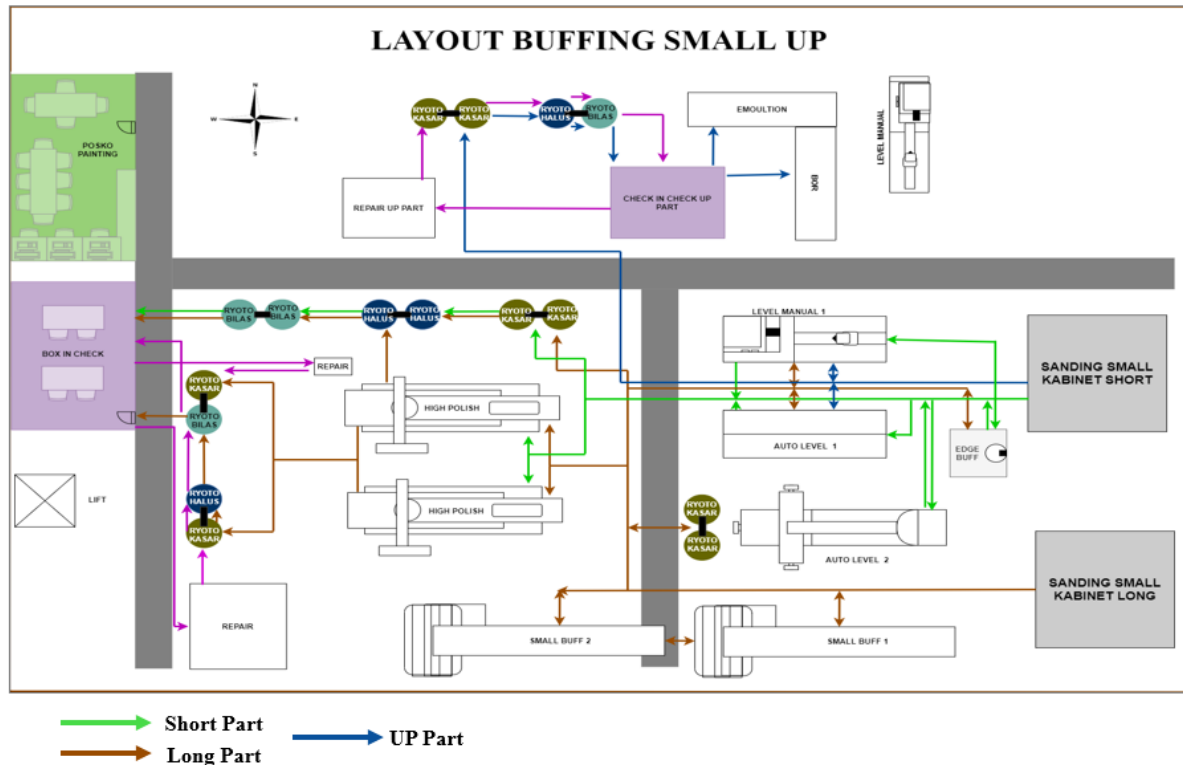 LAYOUT BUFFING SMALL UP
N
W
E
S
POSKO
PAINTING
RYOTO
KASAR
RYOTO
KASAR
RYOTO
HALUS
RYOTO
BILAS
EMOULTION
BOR
LEVEL MANUAL
REPAIR UP PART
CHECK IN CHECK UP
PART
RYOTO
BILAS
RYOTO
BILAS
RYOTO
HALUS
RYOTO
HALUS
RYOTO
KASAR
RYOTO
KASAR
LEVEL MANUAL 1
SANDING SMALL
KABINET SHORT
BOX IN CHECK
REPAIR
RYOTO
KASAR
RYOTO
BILAS
HIGH POLISH
AUTO LEVEL 1
EDGE
BUFF
LIFT
RYOTO
HALUS
RYOTO
KASAR
HIGH POLISH
RYOTO
KASAR
RYOTO
KASAR
AUTO LEVEL 2
SANDING SMALL
KABINET LONG
REPAIR
SMALL BUFF 2
SMALL BUFF 1
Short Part
Long Part
UP Part